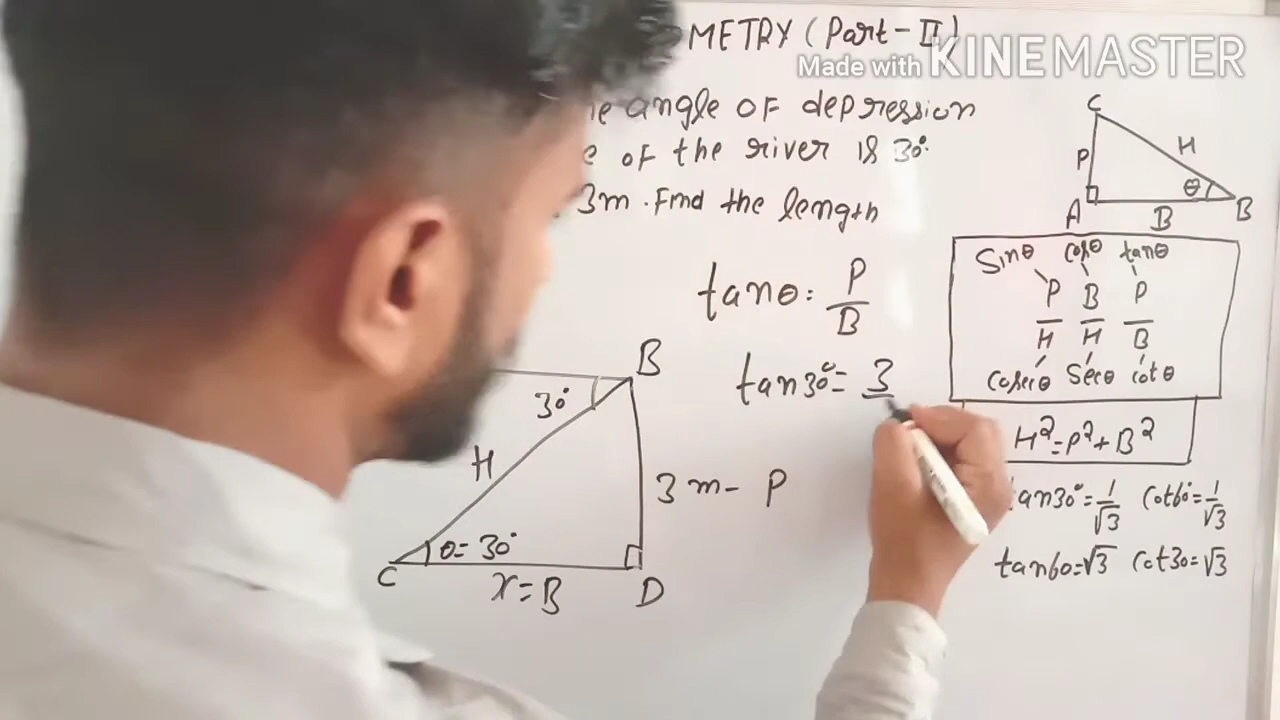 METRY (Part-II)
Made with KINEMASTER
angle of depression
of the river is 30°
3m. Find the length
C
P
H
θ
A
B
B
tanθ = P/B
tan30° = 3
Sinθ cosθ tanθ
P B P
H H B
Cosecθ Secθ cotθ
H² = P² + B²
tan30° = 1/√3 Cot60° = 1/√3
tan60 = √3 Cot30 = √3
B
30°
H
3 m - P
θ = 30°
C
x = B
D